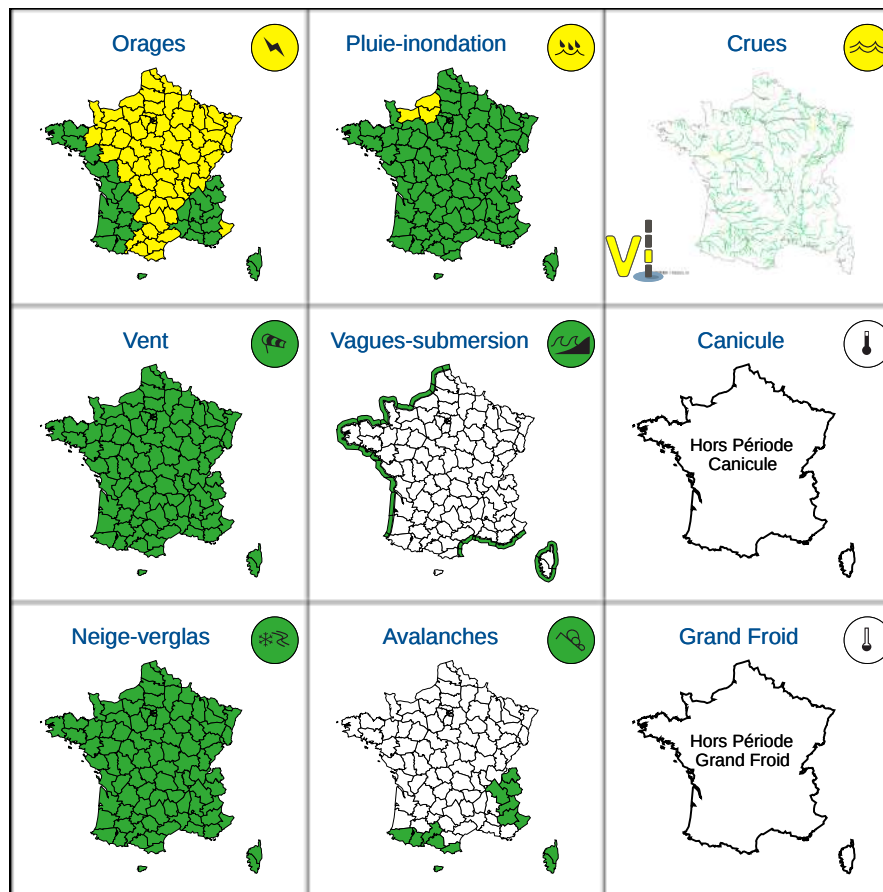 Orages
Pluie-inondation
Crues
Vi
Vent
Vagues-submersion
Canicule
Hors Période
Canicule
Neige-verglas
Avalanches
Grand Froid
Hors Période
Grand Froid